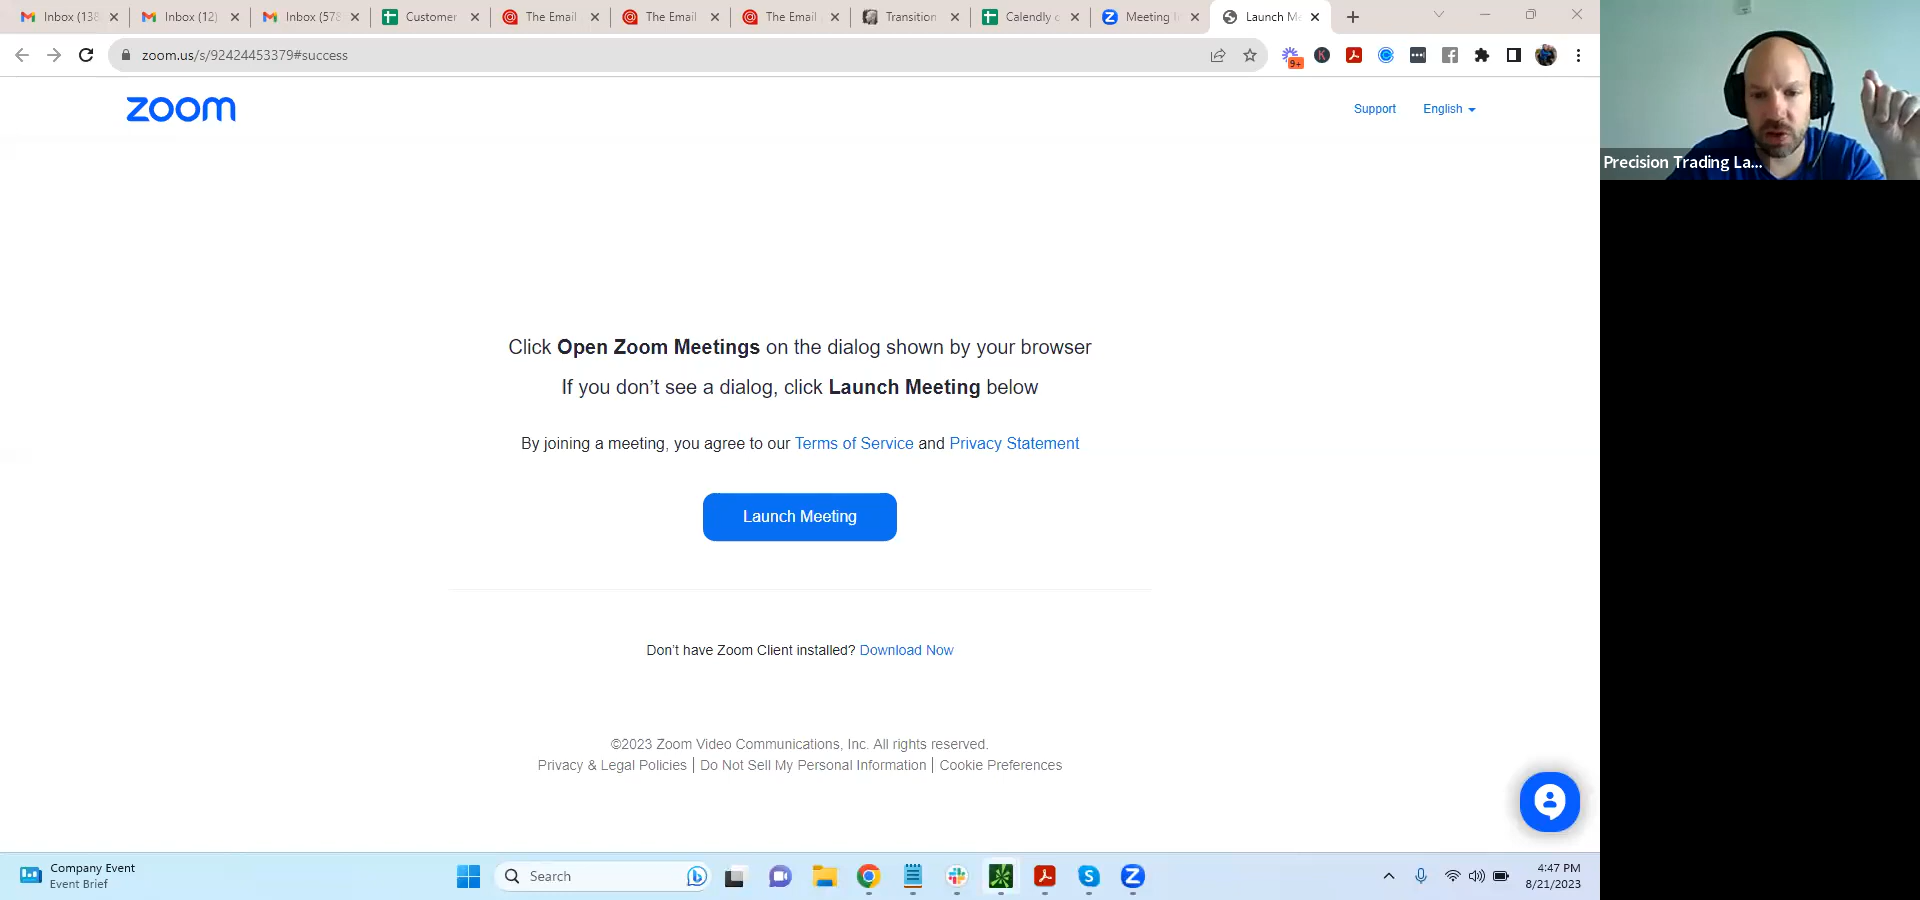 Inbox (138
Inbox (12)
Inbox (578
Customer
The Email
The Email
The Email
Transition
Calendly c
Meeting I
Launch Me
zoom.us/s/92424453379#success
9+
K
zoom
Support
English
Precision Trading La...
Click Open Zoom Meetings on the dialog shown by your browser
If you don’t see a dialog, click Launch Meeting below
By joining a meeting, you agree to our Terms of Service and Privacy Statement
Launch Meeting
Don’t have Zoom Client installed? Download Now
©2023 Zoom Video Communications, Inc. All rights reserved.
Privacy & Legal Policies | Do Not Sell My Personal Information | Cookie Preferences
Company Event
Event Brief
Search
4:47 PM
8/21/2023